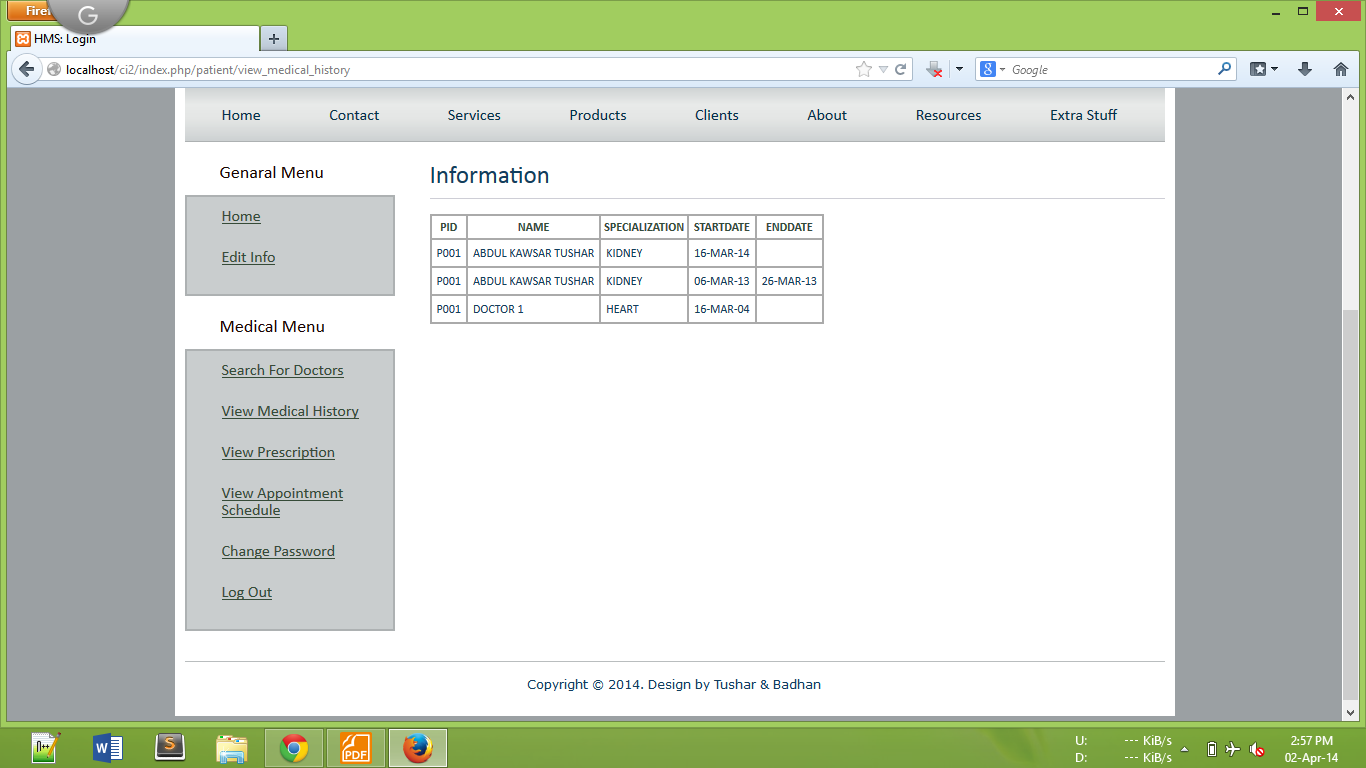 Firef
G
HMS: Login
localhost/ci2/index.php/patient/view_medical_history
Google
Home Contact Services Products Clients About Resources Extra Stuff
Genaral Menu
Home
Edit Info
Medical Menu
Search For Doctors
View Medical History
View Prescription
View Appointment
Schedule
Change Password
Log Out
Information
PID NAME SPECIALIZATION STARTDATE ENDDATE
P001 ABDUL KAWSAR TUSHAR KIDNEY 16-MAR-14
P001 ABDUL KAWSAR TUSHAR KIDNEY 06-MAR-13 26-MAR-13
P001 DOCTOR 1 HEART 16-MAR-04
Copyright © 2014. Design by Tushar & Badhan
U: --- KiB/s
D: --- KiB/s
2:57 PM
02-Apr-14